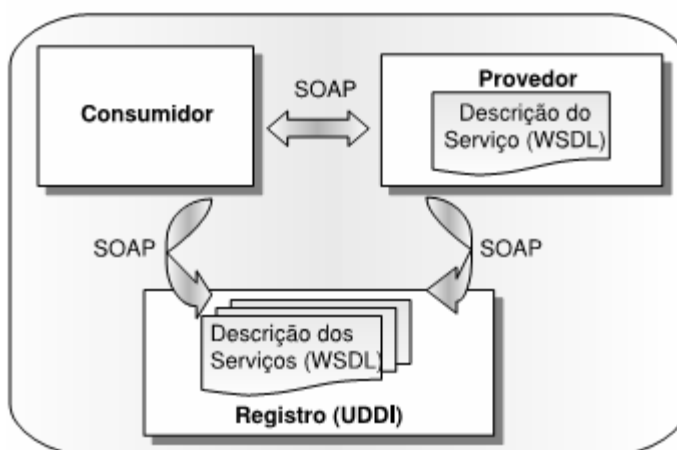 Consumidor
SOAP
Provedor
Descrição do
Serviço (WSDL)
SOAP
SOAP
Descrição dos
Serviços (WSDL)
Registro (UDDI)